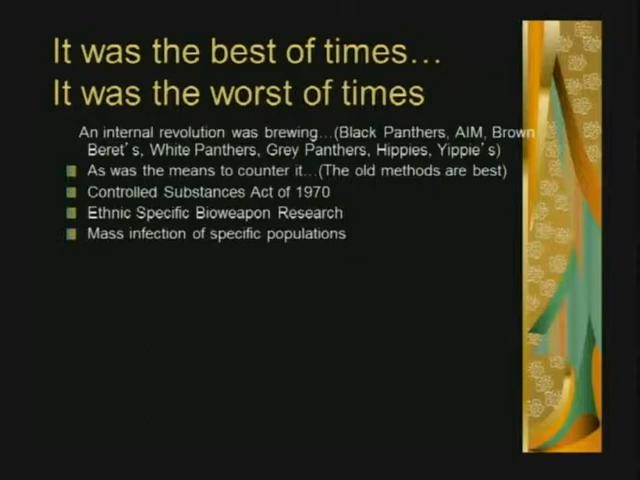 It was the best of times…
It was the worst of times
An internal revolution was brewing…(Black Panthers, AIM, Brown
Beret's, White Panthers, Grey Panthers, Hippies, Yippie's)
As was the means to counter it…(The old methods are best)
Controlled Substances Act of 1970
Ethnic Specific Bioweapon Research
Mass infection of specific populations